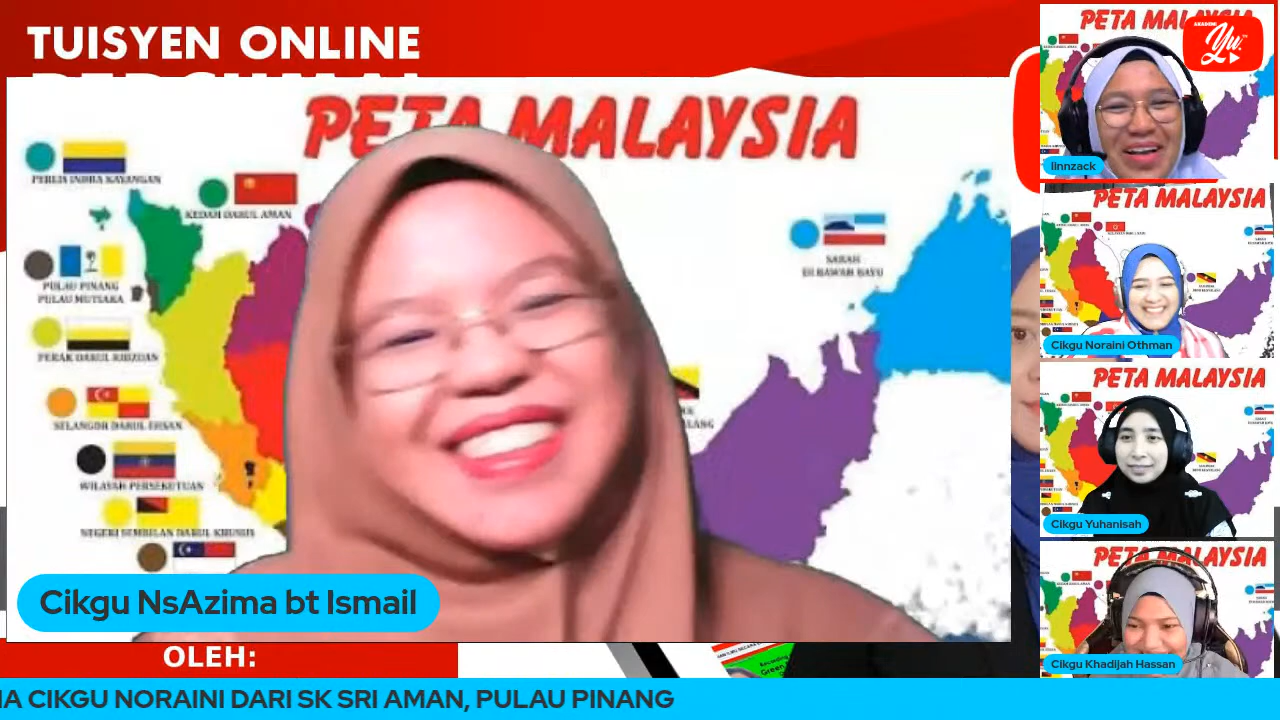 TUISYEN ONLINE
PETA MALAYSIA
PERLIS INDRA KAYANGAN
KEDAH DARUL AMAN
PULAU PINANG
PULAU MUTIARA
PERAK DARUL RIDZUAN
SELANGOR DARUL EHSAN
WILAYAH PERSEKUTUAN
NEGERI SEMBILAN DARUL KHUSUS
SABAH
DI BAWAH BAYU
Cikgu NsAzima bt Ismail
OLEH:
CIKGU NORAINI DARI SK SRI AMAN, PULAU PINANG
PETA MALAYSIA
AKADEMI
Yu
linnzack
PETA MALAYSIA
Cikgu Noraini Othman
PETA MALAYSIA
Cikgu Yuhanisah
PETA MALAYSIA
Cikgu Khadijah Hassan